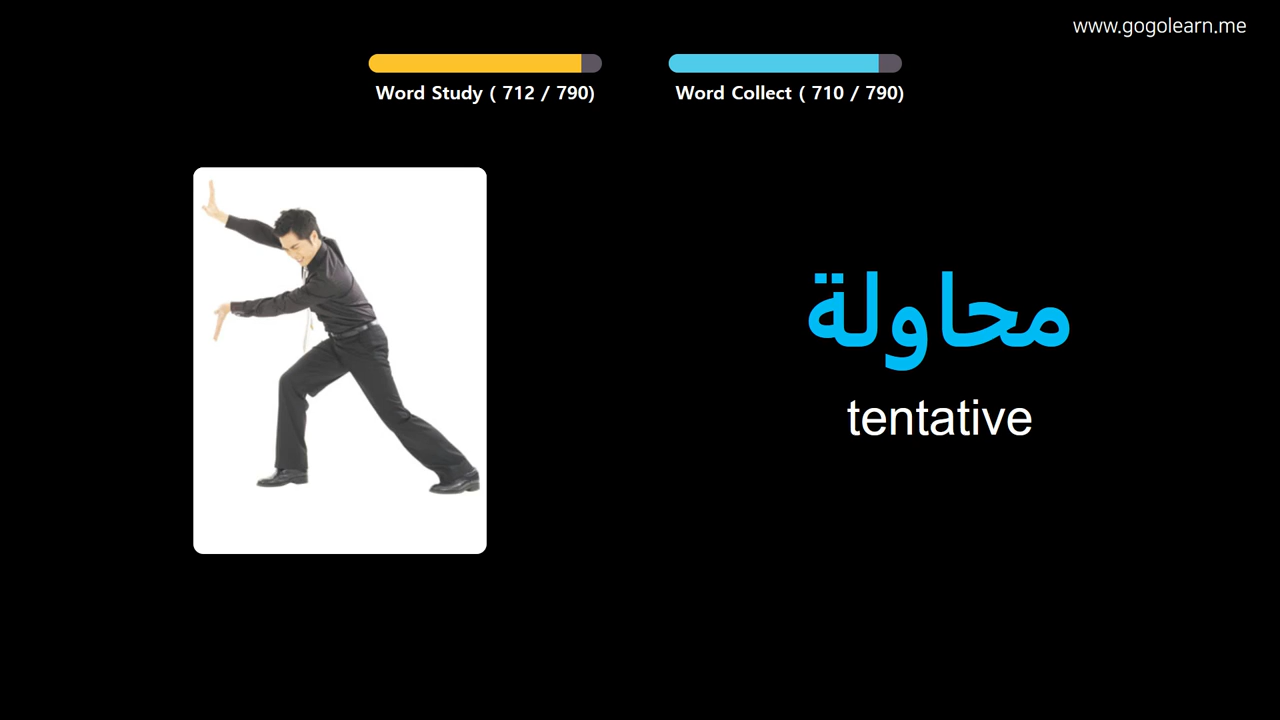 www.gogolearn.me
Word Study ( 712 / 790)
Word Collect ( 710 / 790)
محاولة
tentative